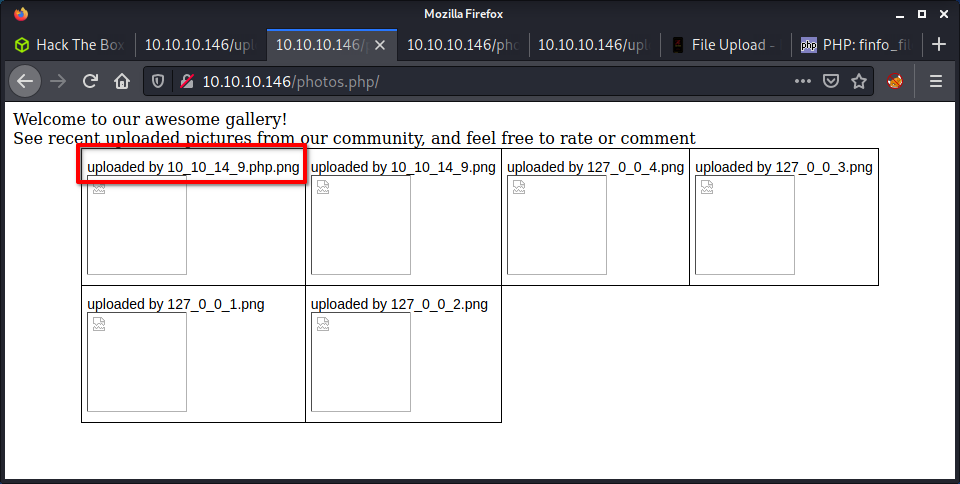 Mozilla Firefox
Hack The Box
10.10.10.146/upl
10.10.10.146/p
10.10.10.146/pho
10.10.10.146/upl
File Upload -
php PHP: finfo_fil
10.10.10.146/photos.php/
Welcome to our awesome gallery!
See recent uploaded pictures from our community, and feel free to rate or comment
uploaded by 10_10_14_9.php.png uploaded by 10_10_14_9.png uploaded by 127_0_0_4.png uploaded by 127_0_0_3.png
uploaded by 127_0_0_1.png uploaded by 127_0_0_2.png